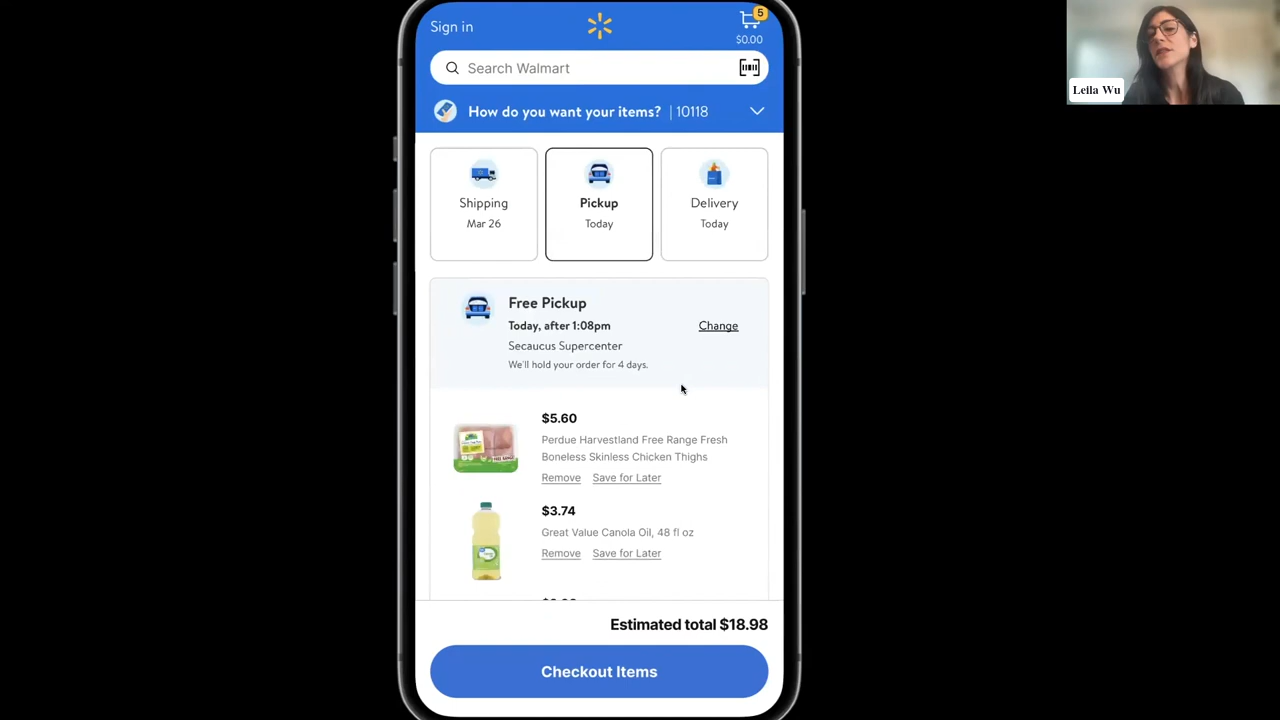 Sign in
5
$0.00
Search Walmart
How do you want your items? | 10118
Shipping
Mar 26
Pickup
Today
Delivery
Today
Free Pickup
Today, after 1:08pm
Change
Secaucus Supercenter
We'll hold your order for 4 days.
$5.60
Perdue Harvestland Free Range Fresh
Boneless Skinless Chicken Thighs
Remove Save for Later
$3.74
Great Value Canola Oil, 48 fl oz
Remove Save for Later
Estimated total $18.98
Checkout Items
Leila Wu